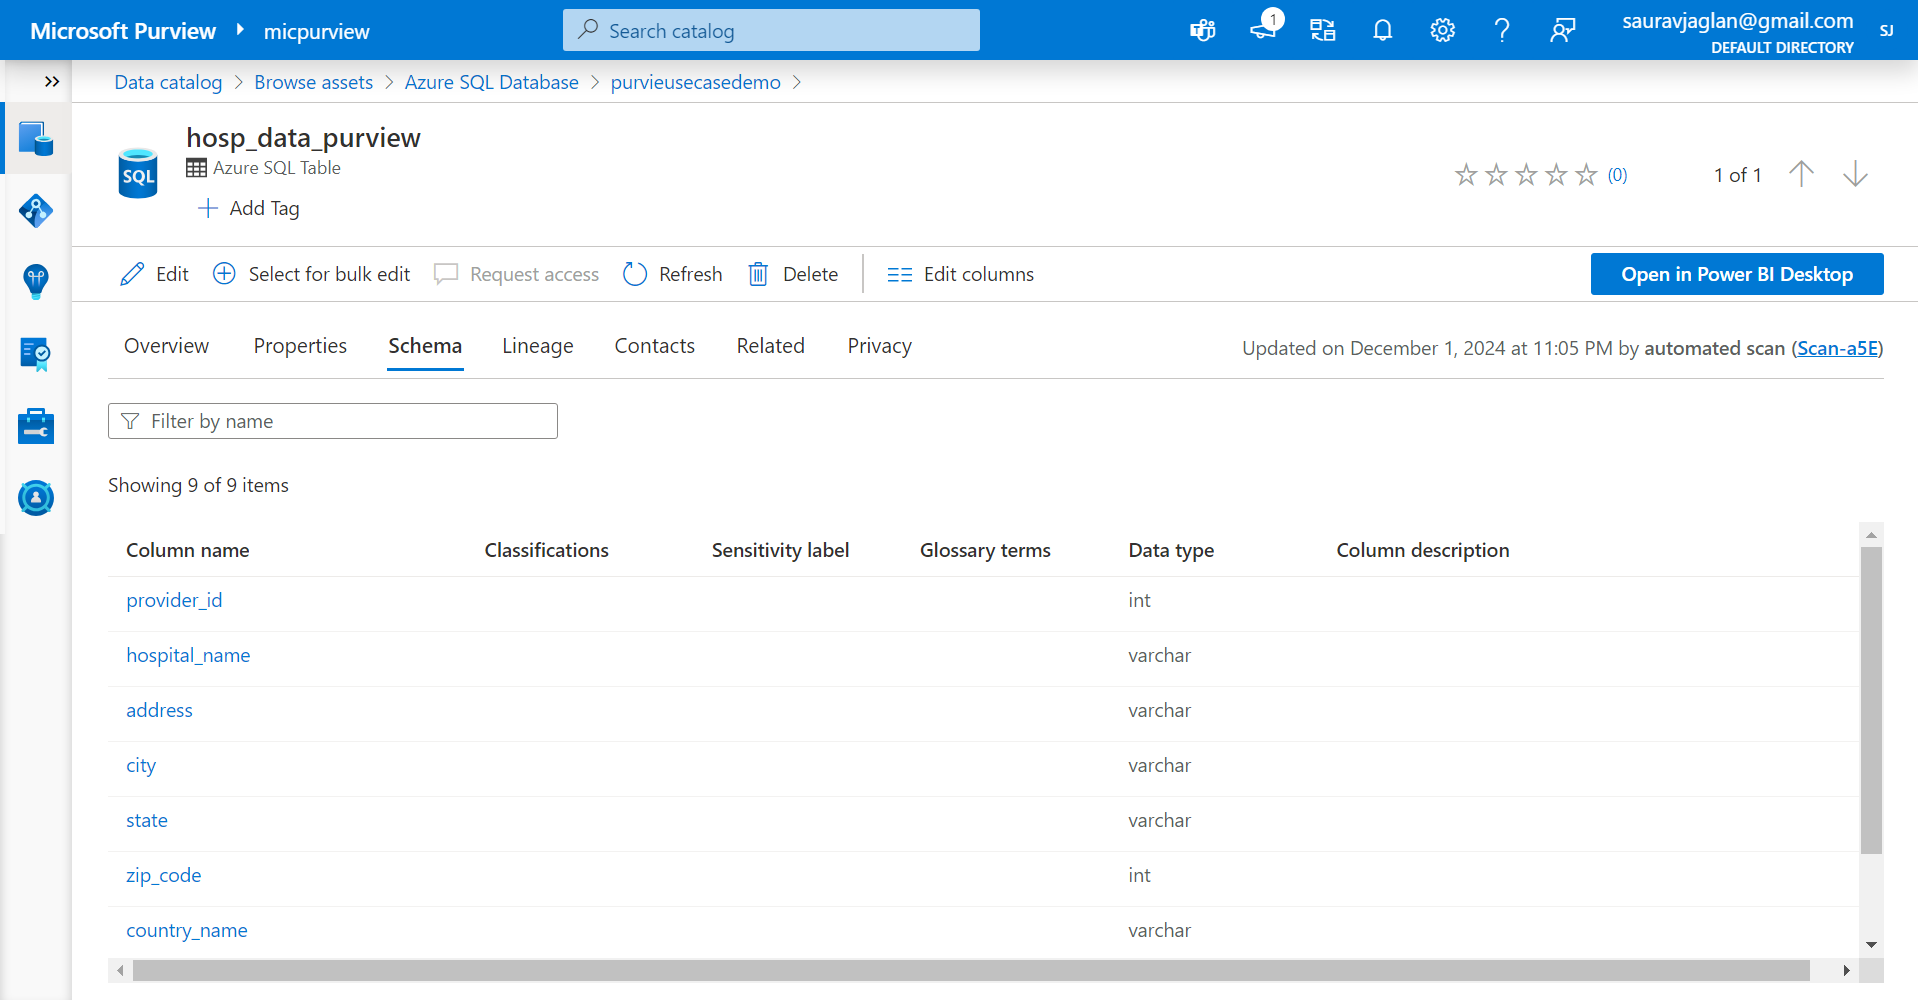 Microsoft Purview micpurview
Search catalog
1
sauravjaglan@gmail.com
DEFAULT DIRECTORY
SJ
Data catalog > Browse assets > Azure SQL Database > purvieusecasedemo >
SQL
hosp_data_purview
Azure SQL Table
Add Tag
(0)
1 of 1
Edit Select for bulk edit Request access Refresh Delete Edit columns
Open in Power BI Desktop
Overview Properties Schema Lineage Contacts Related Privacy
Updated on December 1, 2024 at 11:05 PM by automated scan (Scan-a5E)
Filter by name
Showing 9 of 9 items
Column name Classifications Sensitivity label Glossary terms Data type Column description
provider_id int
hospital_name varchar
address varchar
city varchar
state varchar
zip_code int
country_name varchar